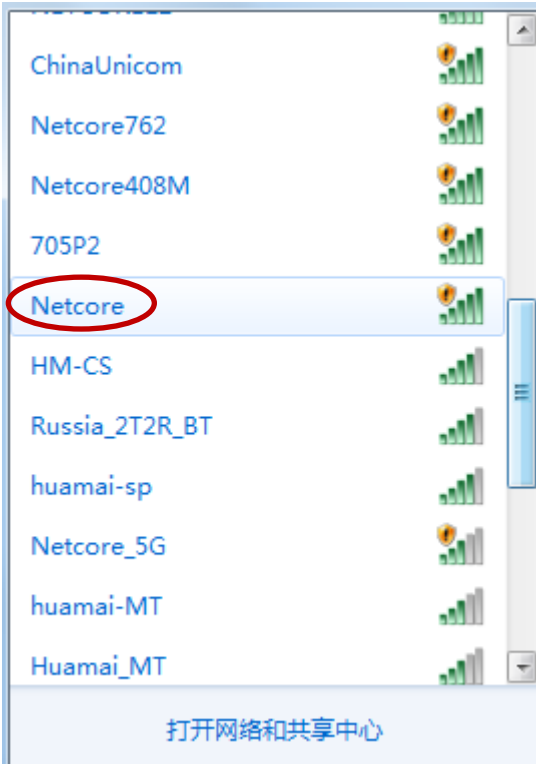 ChinaUnicom
Netcore762
Netcore408M
705P2
Netcore
HM-CS
Russia_2T2R_BT
huamai-sp
Netcore_5G
huamai-MT
Huamai_MT
打开网络和共享中心